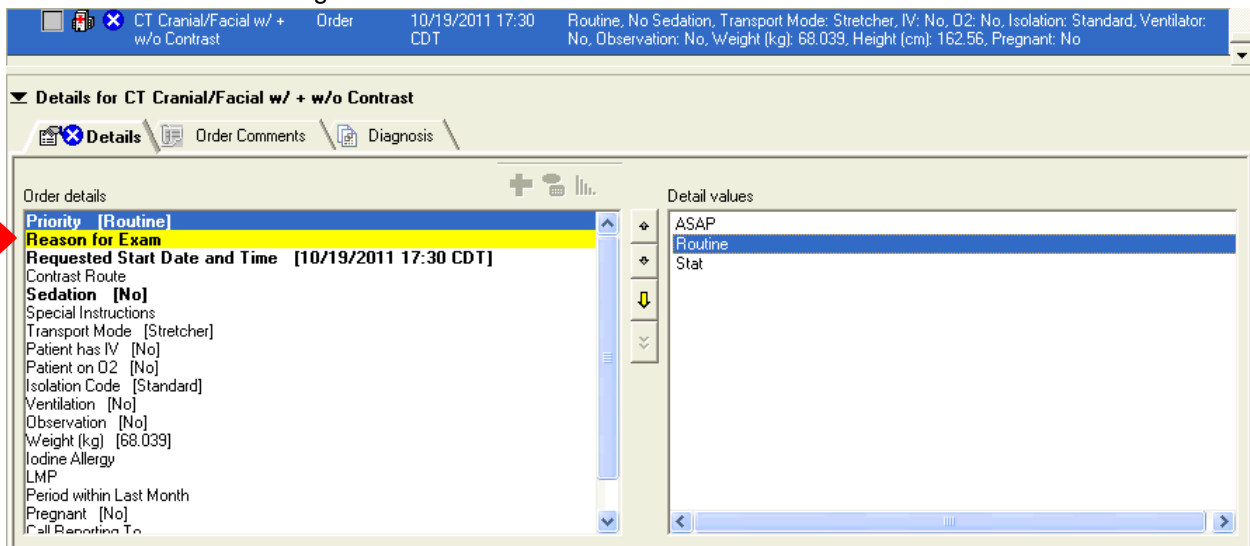 CT Cranial/Facial w/ + Order 10/19/2011 17:30 Routine, No Sedation, Transport Mode: Stretcher, IV: No, O2: No, Isolation: Standard, Ventilator:
w/o Contrast CDT No, Observation: No, Weight (kg): 68.039, Height (cm): 162.56, Pregnant: No
Details for CT Cranial/Facial w/ + w/o Contrast
Details Order Comments Diagnosis
Order details
Priority [Routine]
Reason for Exam
Requested Start Date and Time [10/19/2011 17:30 CDT]
Contrast Route
Sedation [No]
Special Instructions
Transport Mode [Stretcher]
Patient has IV [No]
Patient on O2 [No]
Isolation Code [Standard]
Ventilation [No]
Observation [No]
Weight (kg) [68.039]
Iodine Allergy
LMP
Period within Last Month
Pregnant [No]
Call Reporting To
Detail values
ASAP
Routine
Stat